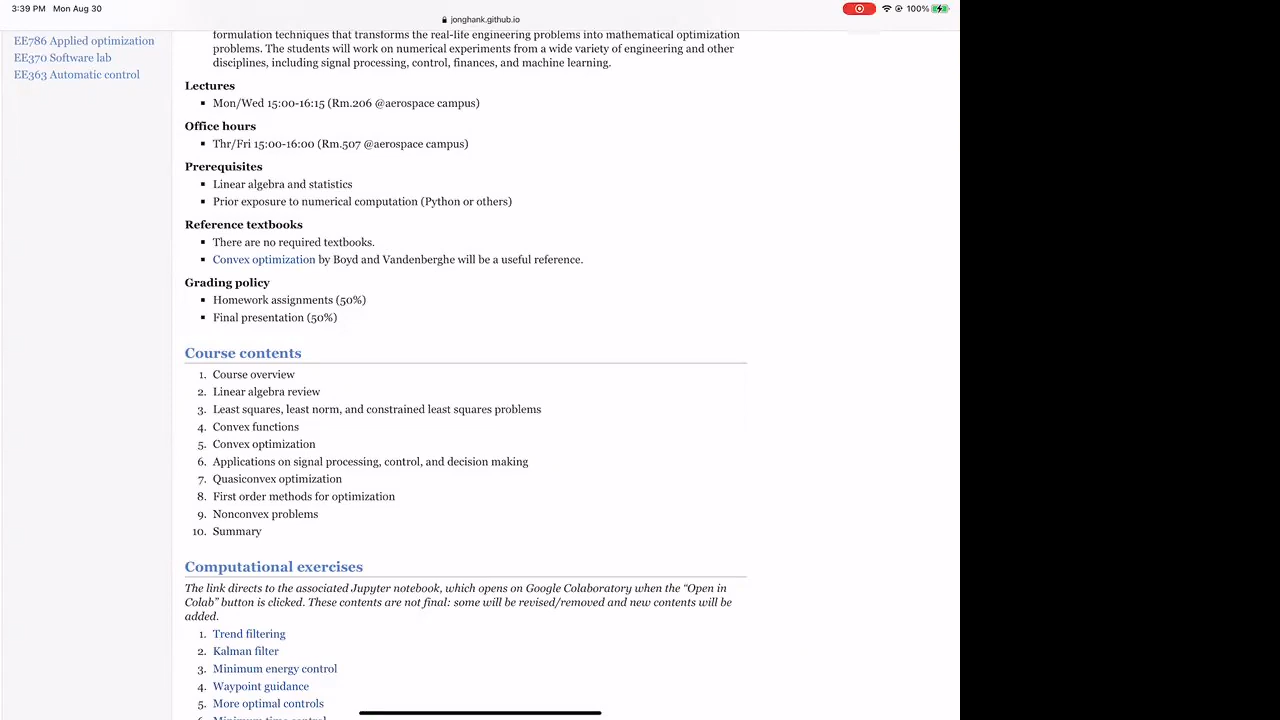 3:39 PM Mon Aug 30
100%
jonghank.github.io
EE786 Applied optimization
EE370 Software lab
EE363 Automatic control
formulation techniques that transforms the real-life engineering problems into mathematical optimization
problems. The students will work on numerical experiments from a wide variety of engineering and other
disciplines, including signal processing, control, finances, and machine learning.
Lectures
▪ Mon/Wed 15:00-16:15 (Rm.206 @aerospace campus)
Office hours
▪ Thr/Fri 15:00-16:00 (Rm.507 @aerospace campus)
Prerequisites
▪ Linear algebra and statistics
▪ Prior exposure to numerical computation (Python or others)
Reference textbooks
▪ There are no required textbooks.
▪ Convex optimization by Boyd and Vandenberghe will be a useful reference.
Grading policy
▪ Homework assignments (50%)
▪ Final presentation (50%)
Course contents
1. Course overview
2. Linear algebra review
3. Least squares, least norm, and constrained least squares problems
4. Convex functions
5. Convex optimization
6. Applications on signal processing, control, and decision making
7. Quasiconvex optimization
8. First order methods for optimization
9. Nonconvex problems
10. Summary
Computational exercises
The link directs to the associated Jupyter notebook, which opens on Google Colaboratory when the “Open in
Colab” button is clicked. These contents are not final: some will be revised/removed and new contents will be
added.
1. Trend filtering
2. Kalman filter
3. Minimum energy control
4. Waypoint guidance
5. More optimal controls
6. Minimum time control